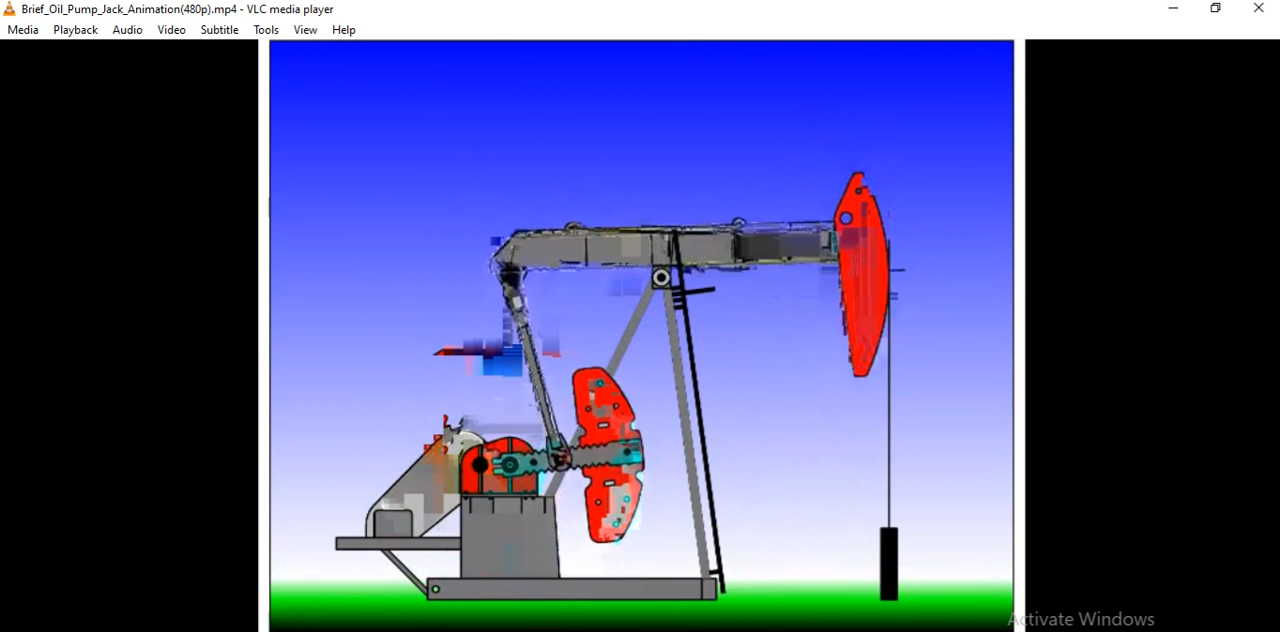 Brief_Oil_Pump_Jack_Animation(480p).mp4 - VLC media player
Media Playback Audio Video Subtitle Tools View Help
Activate Windows